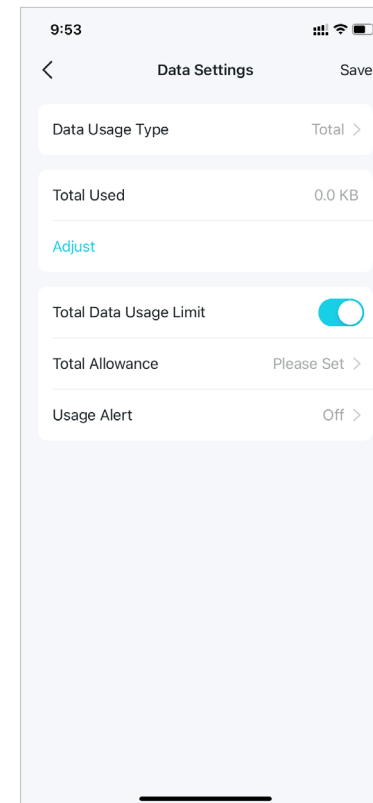 9:53
Data Settings Save
Data Usage Type Total
Total Used 0.0 KB
Adjust
Total Data Usage Limit
Total Allowance Please Set
Usage Alert Off